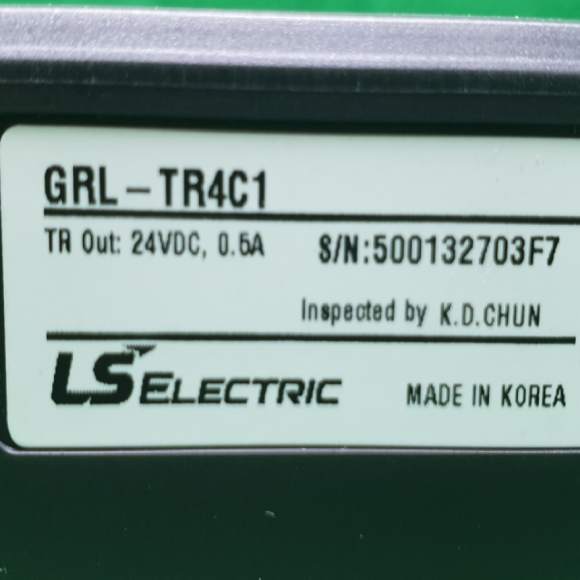 GRL-TR4C1
TR Out: 24VDC, 0.5A
S/N:500132703F7
Inspected by K.D.CHUN
LS ELECTRIC
MADE IN KOREA